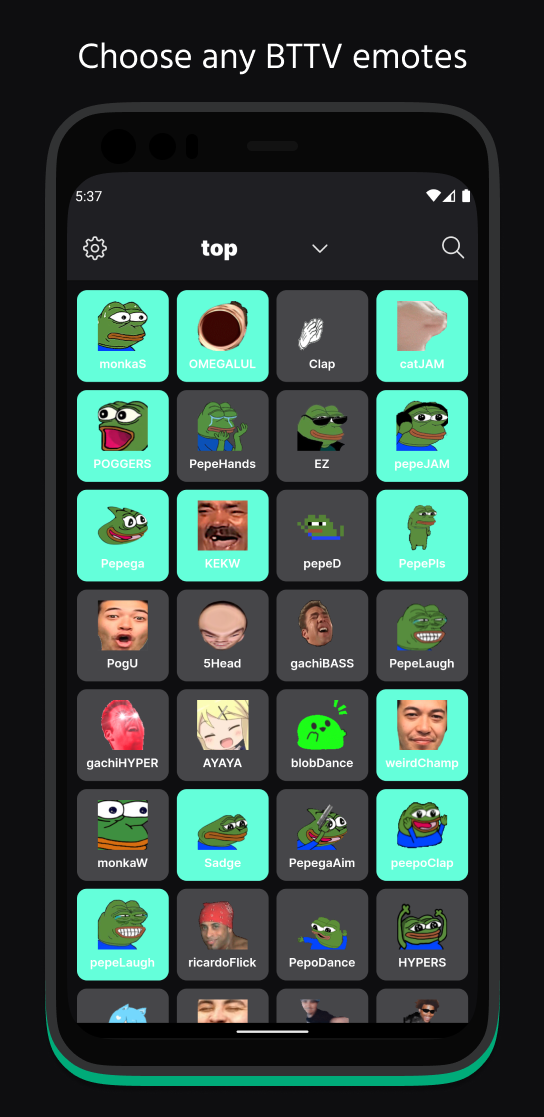 Choose any BTTV emotes
5:37
top
monkaS OMEGALUL Clap catJAM
POGGERS PepeHands EZ pepeJAM
Pepega KEKW pepeD PepePls
PogU 5Head gachiBASS PepeLaugh
gachiHYPER AYAYA blobDance weirdChamp
monkaW Sadge PepegaAim peepoClap
pepeLaugh ricardoFlick PepoDance HYPERS